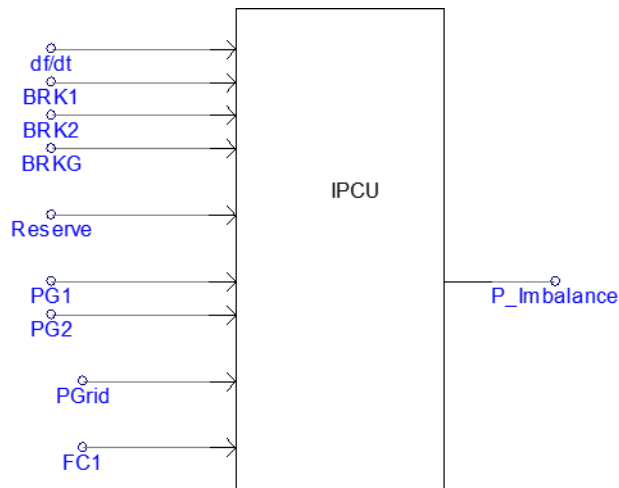 df/dt
BRK1
BRK2
BRKG
IPCU
Reserve
PG1
P_Imbalance
PG2
PGrid
FC1